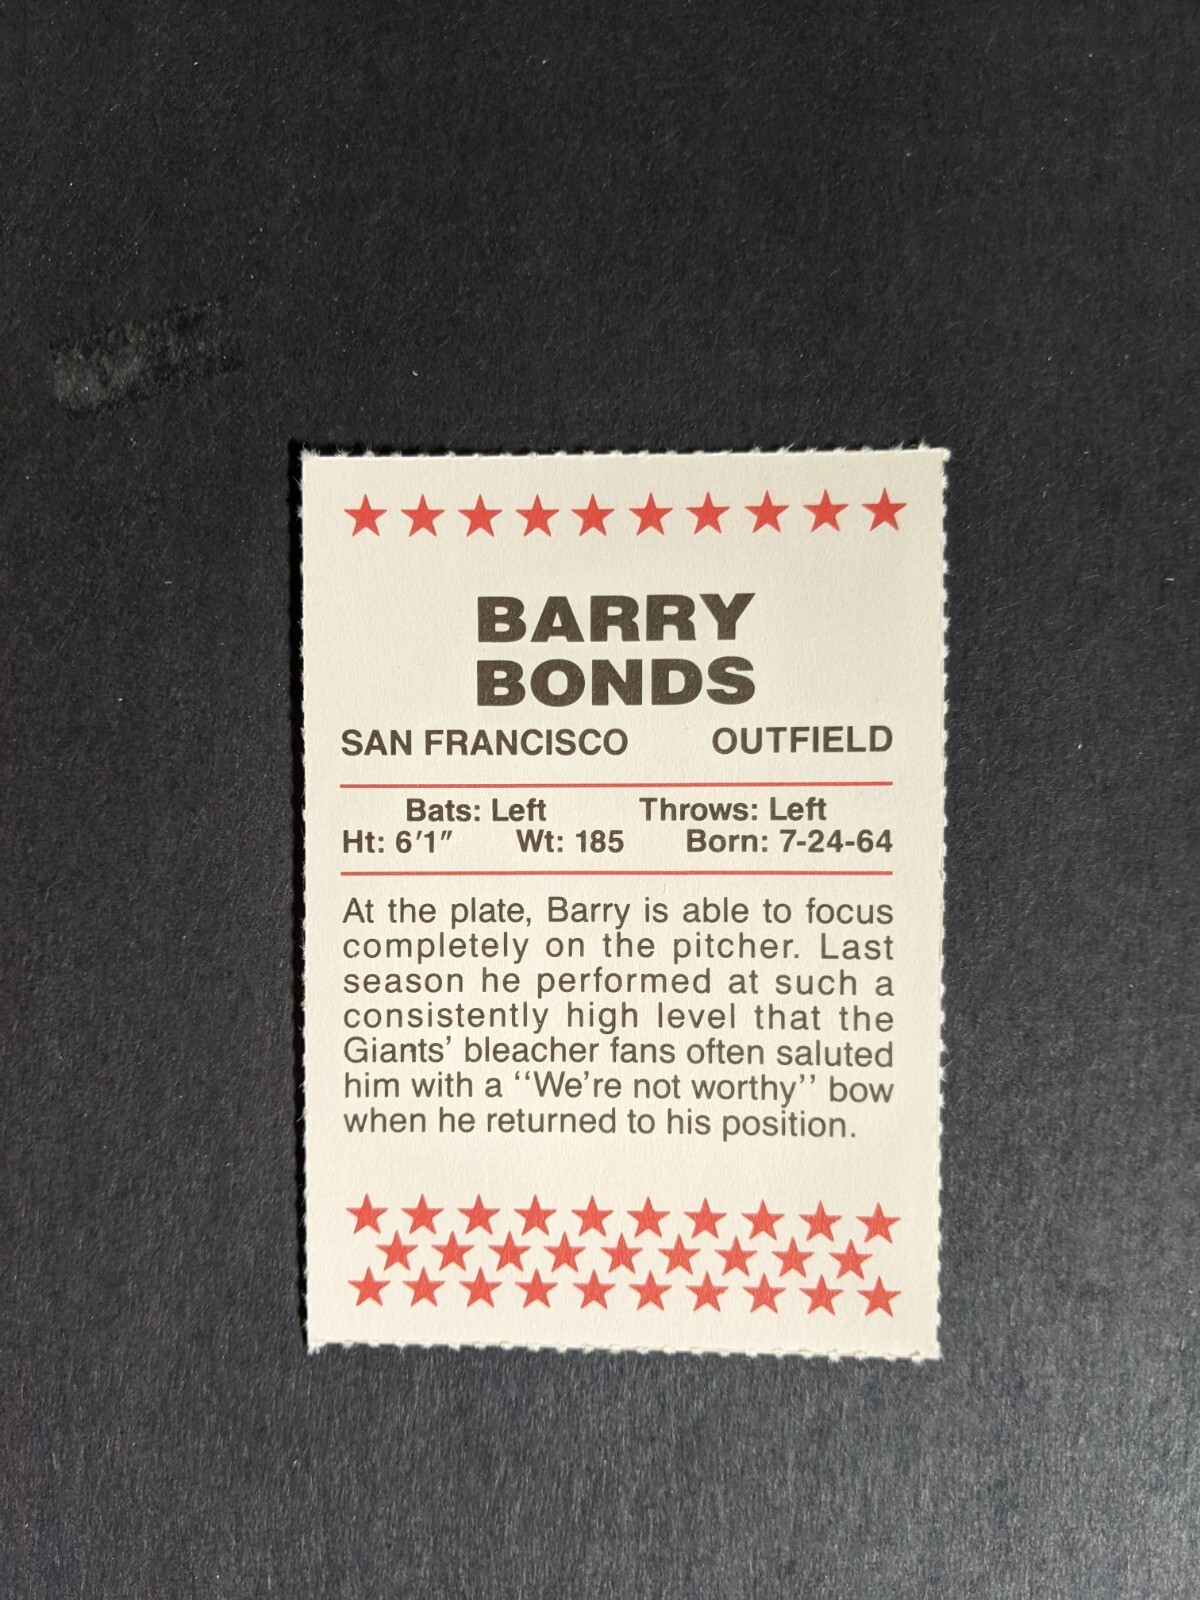 BARRY
BONDS
SAN FRANCISCO OUTFIELD
Bats: Left Throws: Left
Ht: 6'1" Wt: 185 Born: 7-24-64
At the plate, Barry is able to focus
completely on the pitcher. Last
season he performed at such a
consistently high level that the
Giants' bleacher fans often saluted
him with a ‘‘We're not worthy’’ bow
when he returned to his position.